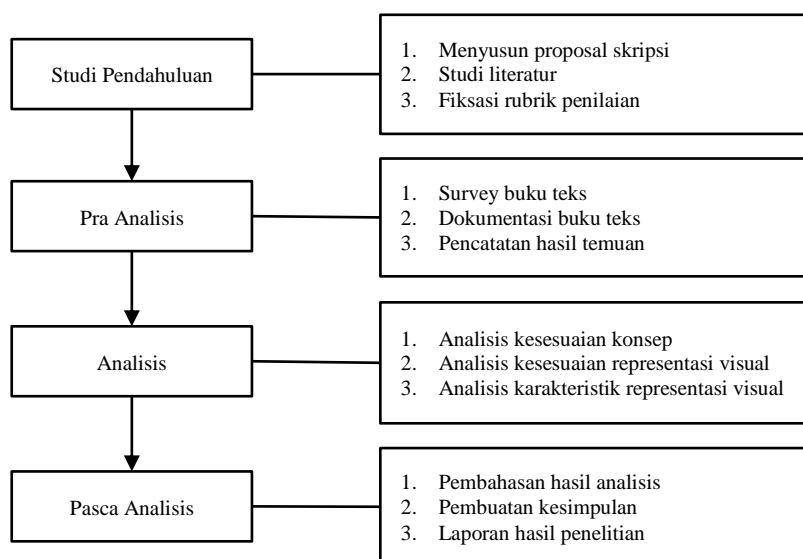 Studi Pendahuluan
1. Menyusun proposal skripsi
2. Studi literatur
3. Fiksasi rubrik penilaian
Pra Analisis
1. Survey buku teks
2. Dokumentasi buku teks
3. Pencatatan hasil temuan
Analisis
1. Analisis kesesuaian konsep
2. Analisis kesesuaian representasi visual
3. Analisis karakteristik representasi visual
Pasca Analisis
1. Pembahasan hasil analisis
2. Pembuatan kesimpulan
3. Laporan hasil penelitian